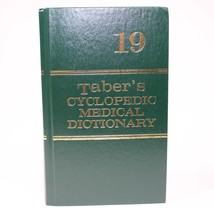 19
Taber's
CYCLOPEDIC
MEDICAL
DICTIONARY